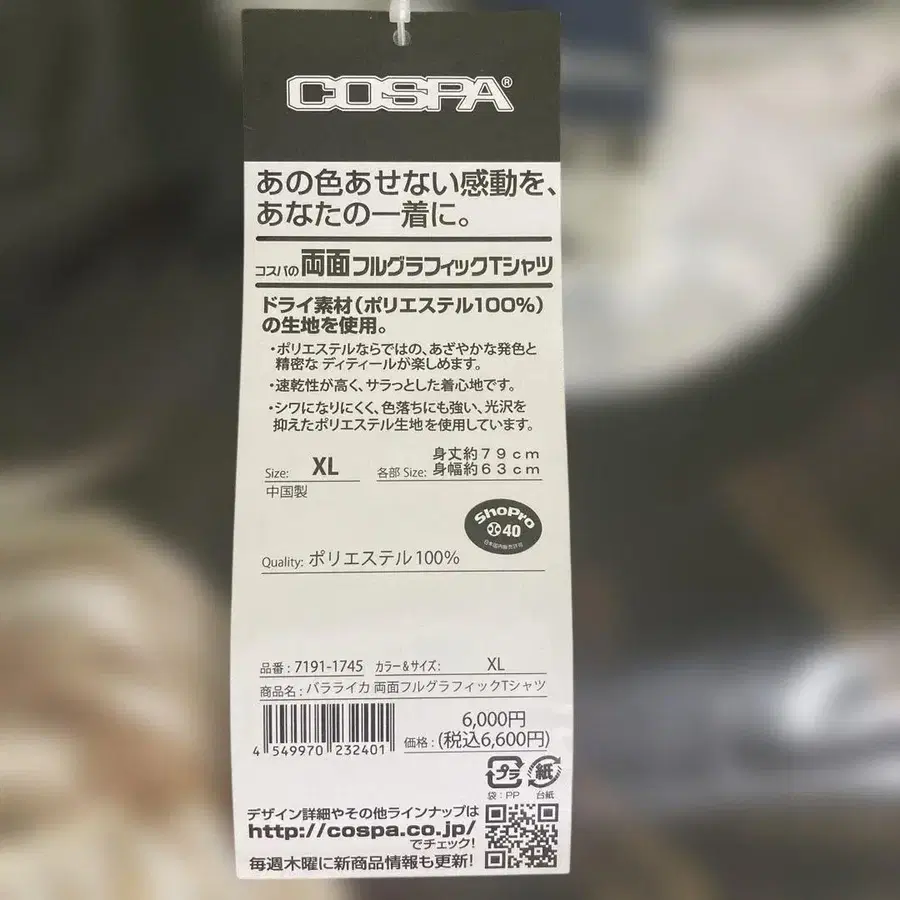 COSPA®
あの色あせない感動を、
あなたの一着に。
コスパの両面フルグラフィックTシャツ
ドライ素材(ポリエステル100%)
の生地を使用。
・ポリエステルならではの、あざやかな発色と
精密な ディティールが楽しめます。
・速乾性が高く、サラっとした着心地です。
・シワになりにくく、色落ちにも強い、光沢を
抑えたポリエステル生地を使用しています。
Size: XL 各部 Size: 身丈約79cm
身幅約63cm
中国製
ShoPro
40
日本国内販売許可
Quality: ポリエステル100%
品番:7191-1745 カラー&サイズ: XL
商品名:バラライカ 両面フルグラフィックTシャツ
4 549970 232401
6,000円
価格:(税込6,600円)
プラ 紙
袋:PP 台紙
デザイン詳細やその他ラインナップは
http://cospa.co.jp/
でチェック!
毎週木曜に新商品情報も更新!